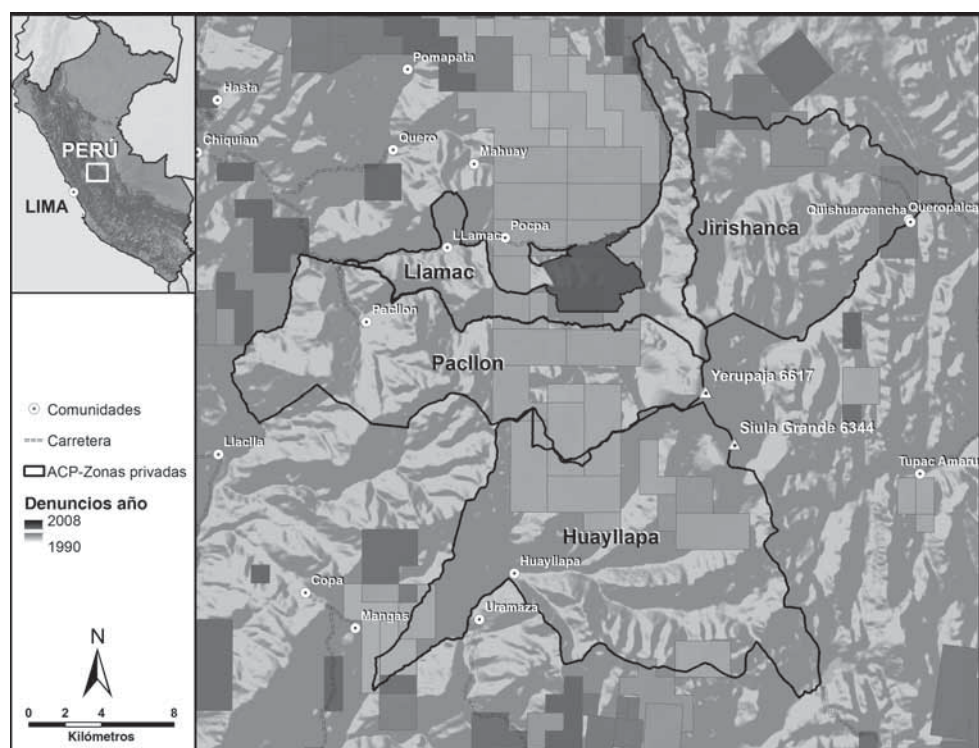 PERÚ
LIMA
Comunidades
Carretera
ACP-Zonas privadas
Denuncios año
2008
1990
N
0 2 4 8
Kilómetros
Pomapata
Hasta
Chiquian
Quero
Mahuay
Quishuarcancha
Queropalca
Pocpa
LLamac
Jirishanca
Llamac
Pacllon
Pacllon
Yerupaja 6617
Siula Grande 6344
Llaclla
Tupac Amaru
Huayllapa
Huayllapa
Copa
Uramaza
Mangas